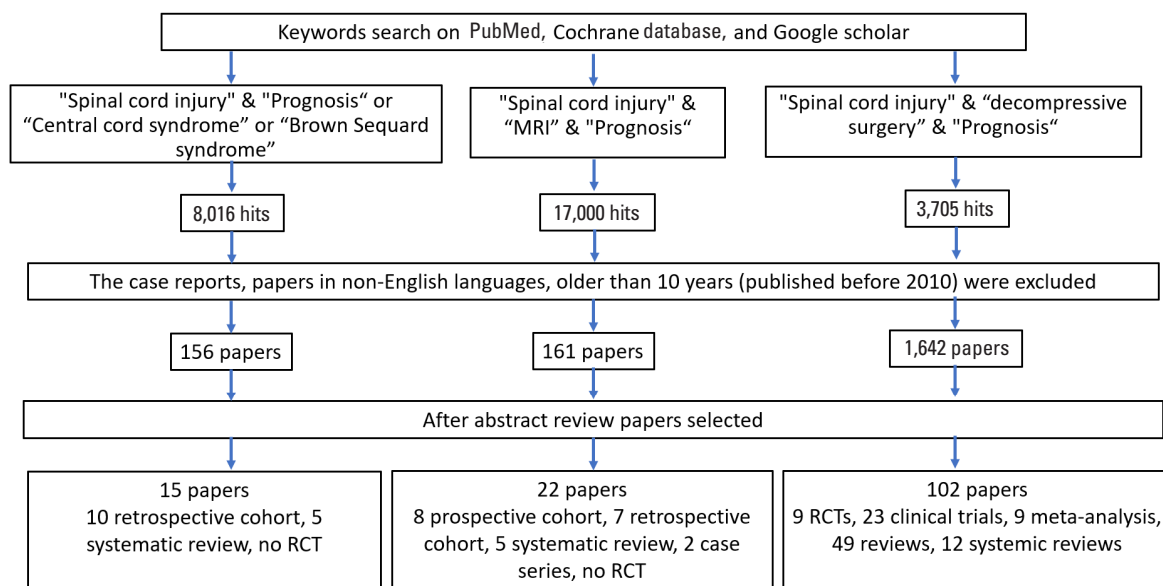 Keywords search on PubMed, Cochrane database, and Google scholar
"Spinal cord injury" & "Prognosis“ or
“Central cord syndrome” or “Brown Sequard
syndrome”
"Spinal cord injury" &
“MRI” & "Prognosis“
"Spinal cord injury" & “decompressive
surgery” & "Prognosis“
8,016 hits
17,000 hits
3,705 hits
The case reports, papers in non-English languages, older than 10 years (published before 2010) were excluded
156 papers
161 papers
1,642 papers
After abstract review papers selected
15 papers
10 retrospective cohort, 5
systematic review, no RCT
22 papers
8 prospective cohort, 7 retrospective
cohort, 5 systematic review, 2 case
series, no RCT
102 papers
9 RCTs, 23 clinical trials, 9 meta-analysis,
49 reviews, 12 systemic reviews